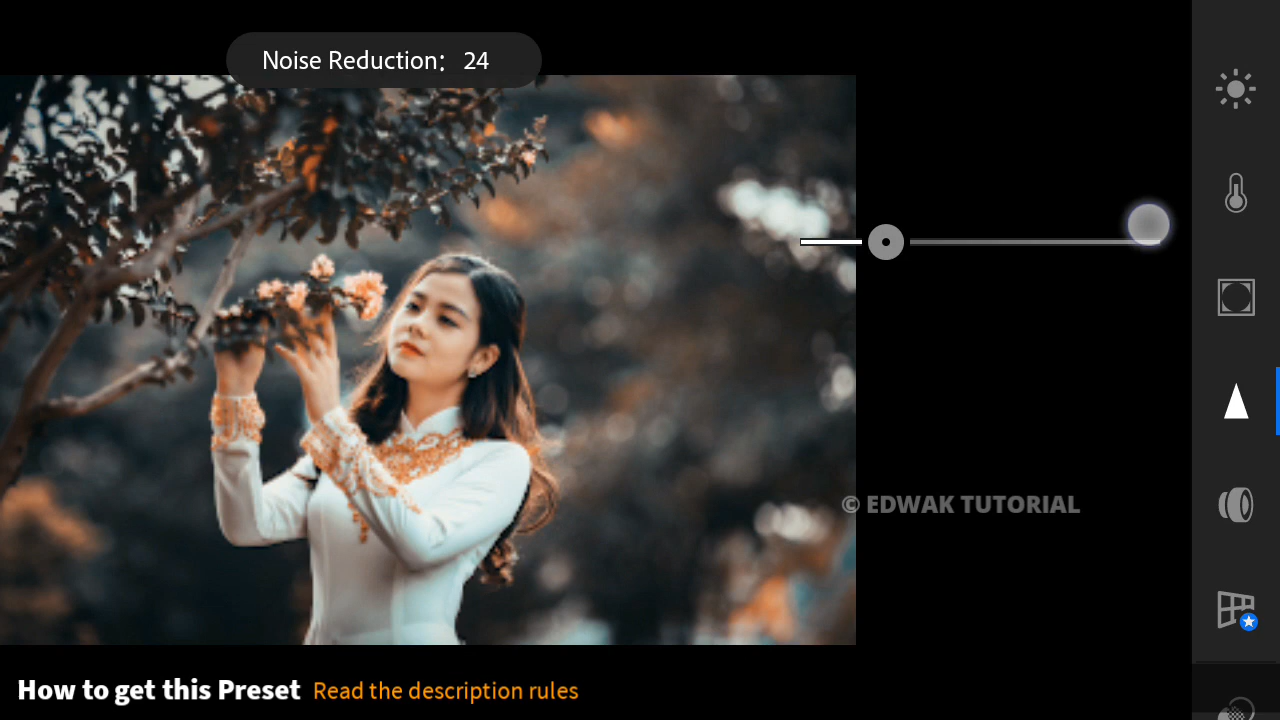 Noise Reduction: 24
© EDWAK TUTORIAL
How to get this Preset Read the description rules